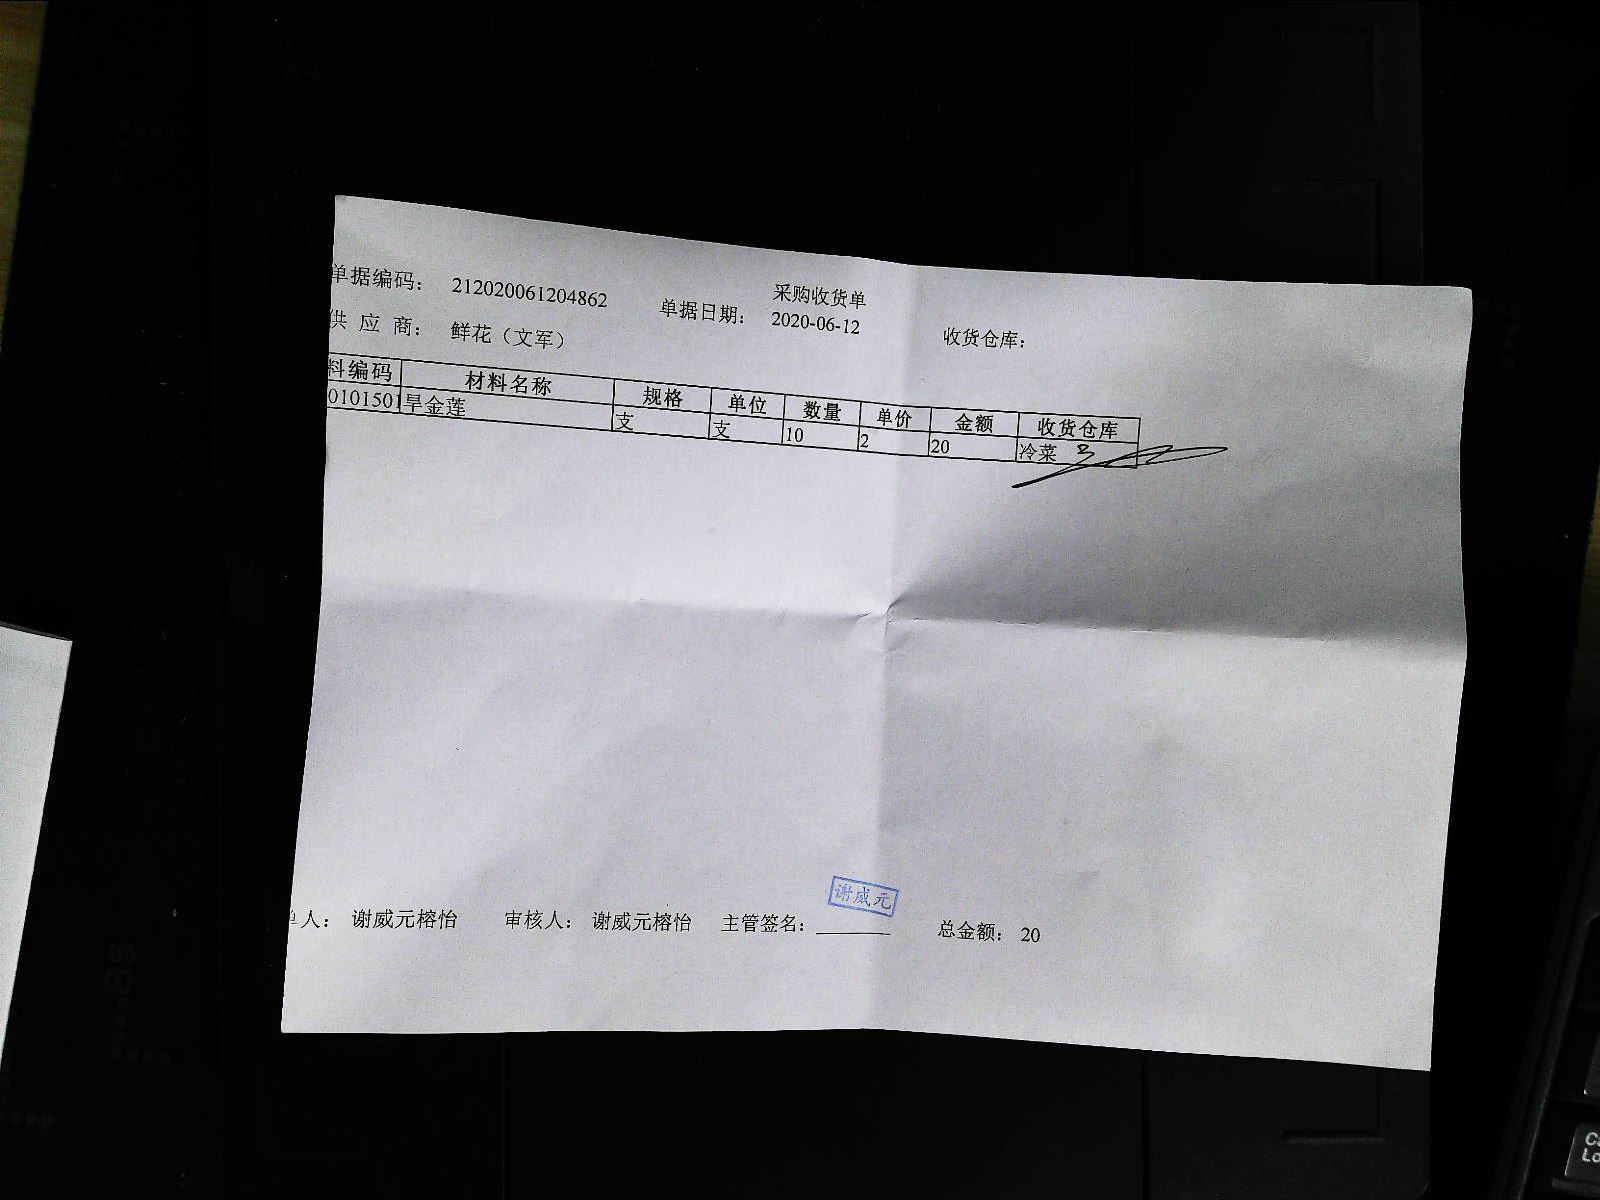 采购收货单
单据编码： 212020061204862 单据日期： 2020-06-12 收货仓库：
供 应 商： 鲜花（文军）
料编码 材料名称 规格 单位 数量 单价 金额 收货仓库
0101501 旱金莲 支 支 10 2 20 冷菜
谢威元
人： 谢威元榕怡 审核人： 谢威元榕怡 主管签名： 总金额： 20